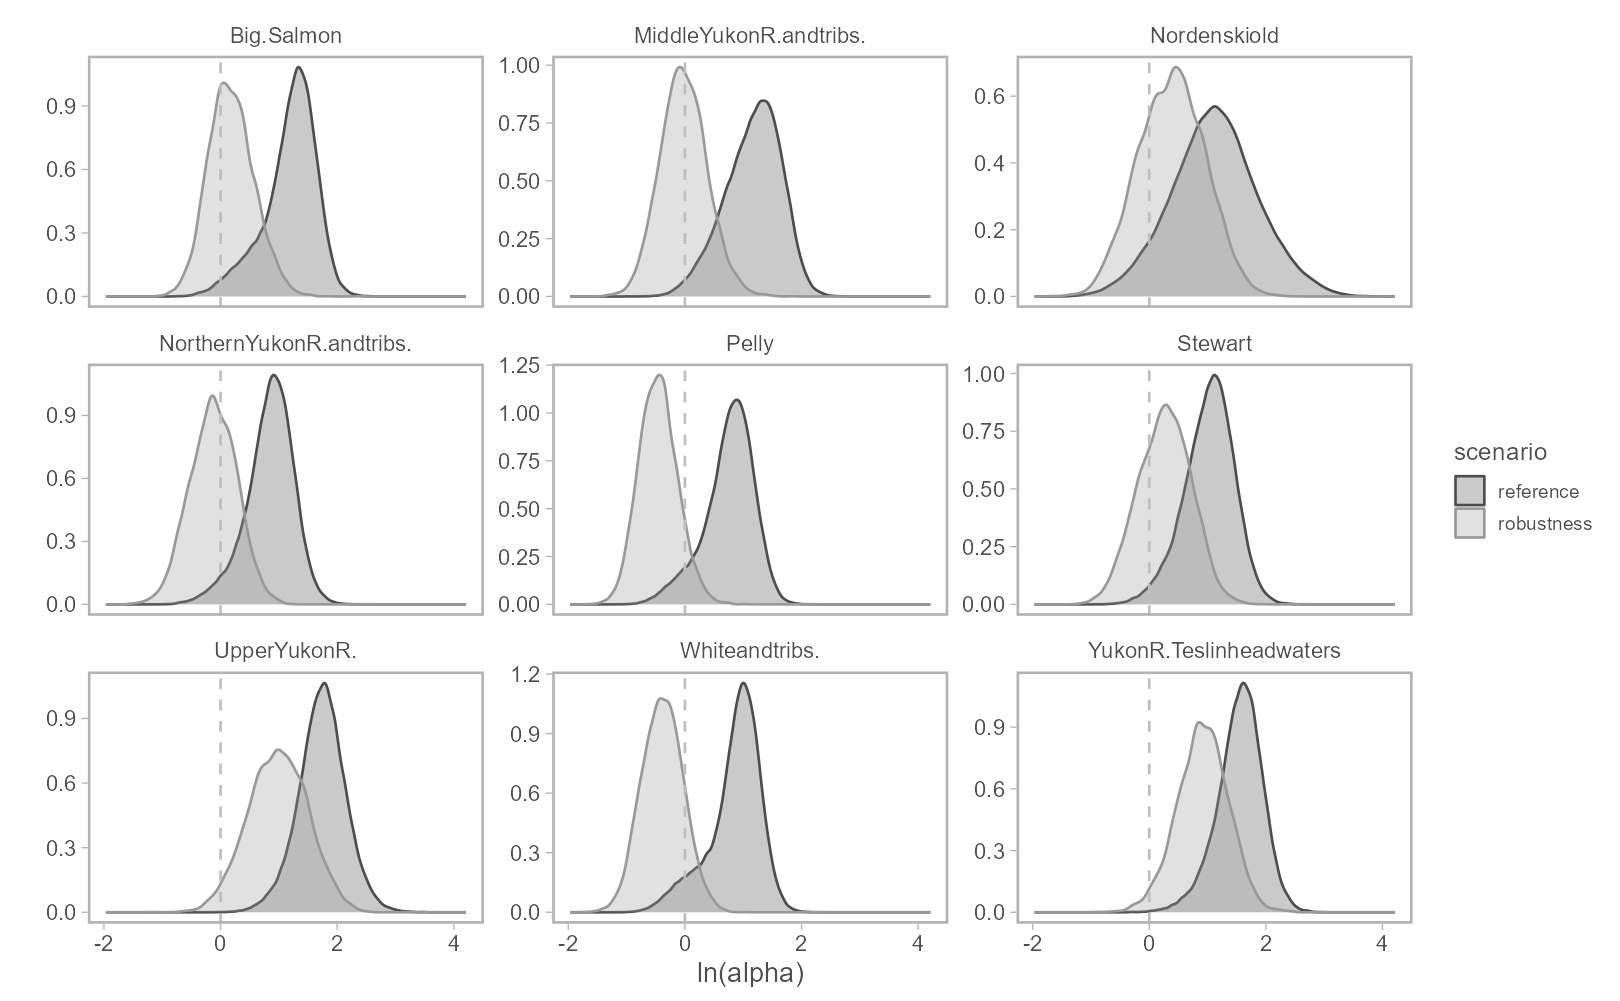 Big.Salmon
MiddleYukonR.andtribs.
Nordenskiold
0.9
0.6
0.3
0.0
1.00
0.75
0.50
0.25
0.00
0.6
0.4
0.2
0.0
NorthernYukonR.andtribs.
Pelly
Stewart
0.9
0.6
0.3
0.0
1.25
1.00
0.75
0.50
0.25
0.00
1.00
0.75
0.50
0.25
0.00
UpperYukonR.
Whiteandtribs.
YukonR.Teslinheadwaters
0.9
0.6
0.3
0.0
1.2
0.9
0.6
0.3
0.0
0.9
0.6
0.3
0.0
-2 0 2 4
-2 0 2 4
-2 0 2 4
ln(alpha)
scenario
reference
robustness